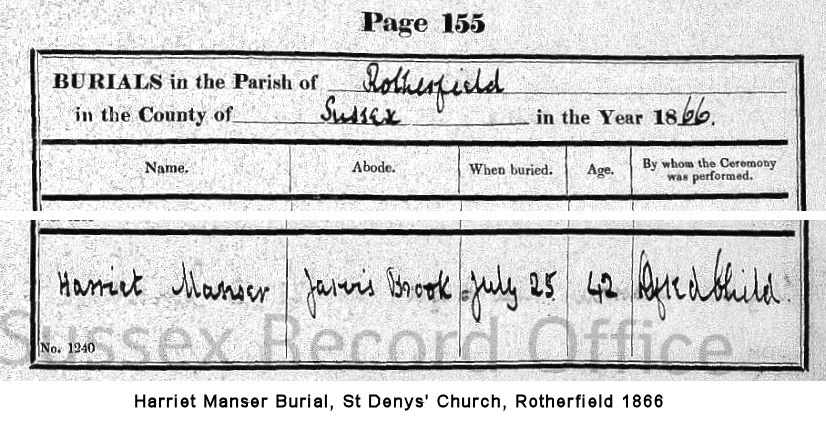 Page 155
BURIALS in the Parish of Rotherfield
in the County of Sussex in the Year 1866.
Name. Abode. When buried. Age. By whom the Ceremony
was performed.
Harriet Manser Jarvis Brook July 25 42 Child.
No. 1240
Sussex Record Office
Harriet Manser Burial, St Denys' Church, Rotherfield 1866